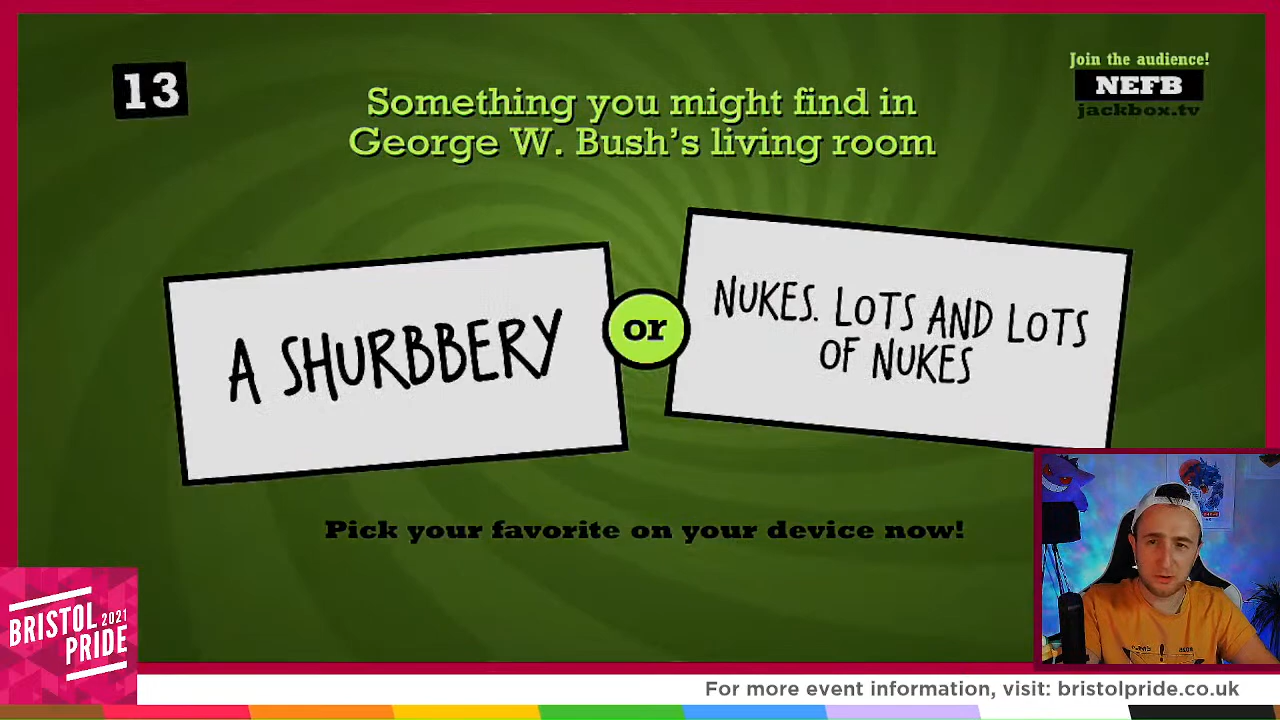 13
Something you might find in
George W. Bush's living room
Join the audience!
NEFB
jackbox.tv
A SHURBBERY
or
NUKES. LOTS AND LOTS
OF NUKES
Pick your favorite on your device now!
BRISTOL 2021
PRIDE
For more event information, visit: bristolpride.co.uk